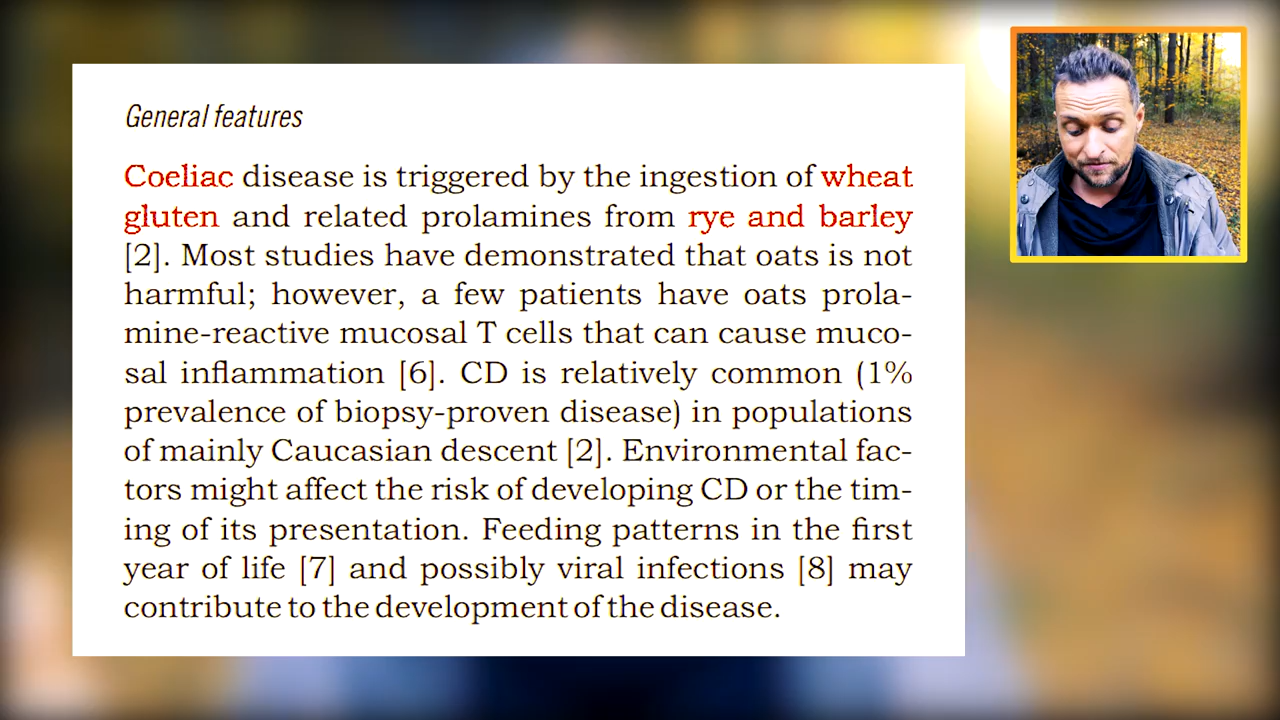 General features
Coeliac disease is triggered by the ingestion of wheat
gluten and related prolamines from rye and barley
[2]. Most studies have demonstrated that oats is not
harmful; however, a few patients have oats prola-
mine-reactive mucosal T cells that can cause muco-
sal inflammation [6]. CD is relatively common (1%
prevalence of biopsy-proven disease) in populations
of mainly Caucasian descent [2]. Environmental fac-
tors might affect the risk of developing CD or the tim-
ing of its presentation. Feeding patterns in the first
year of life [7] and possibly viral infections [8] may
contribute to the development of the disease.